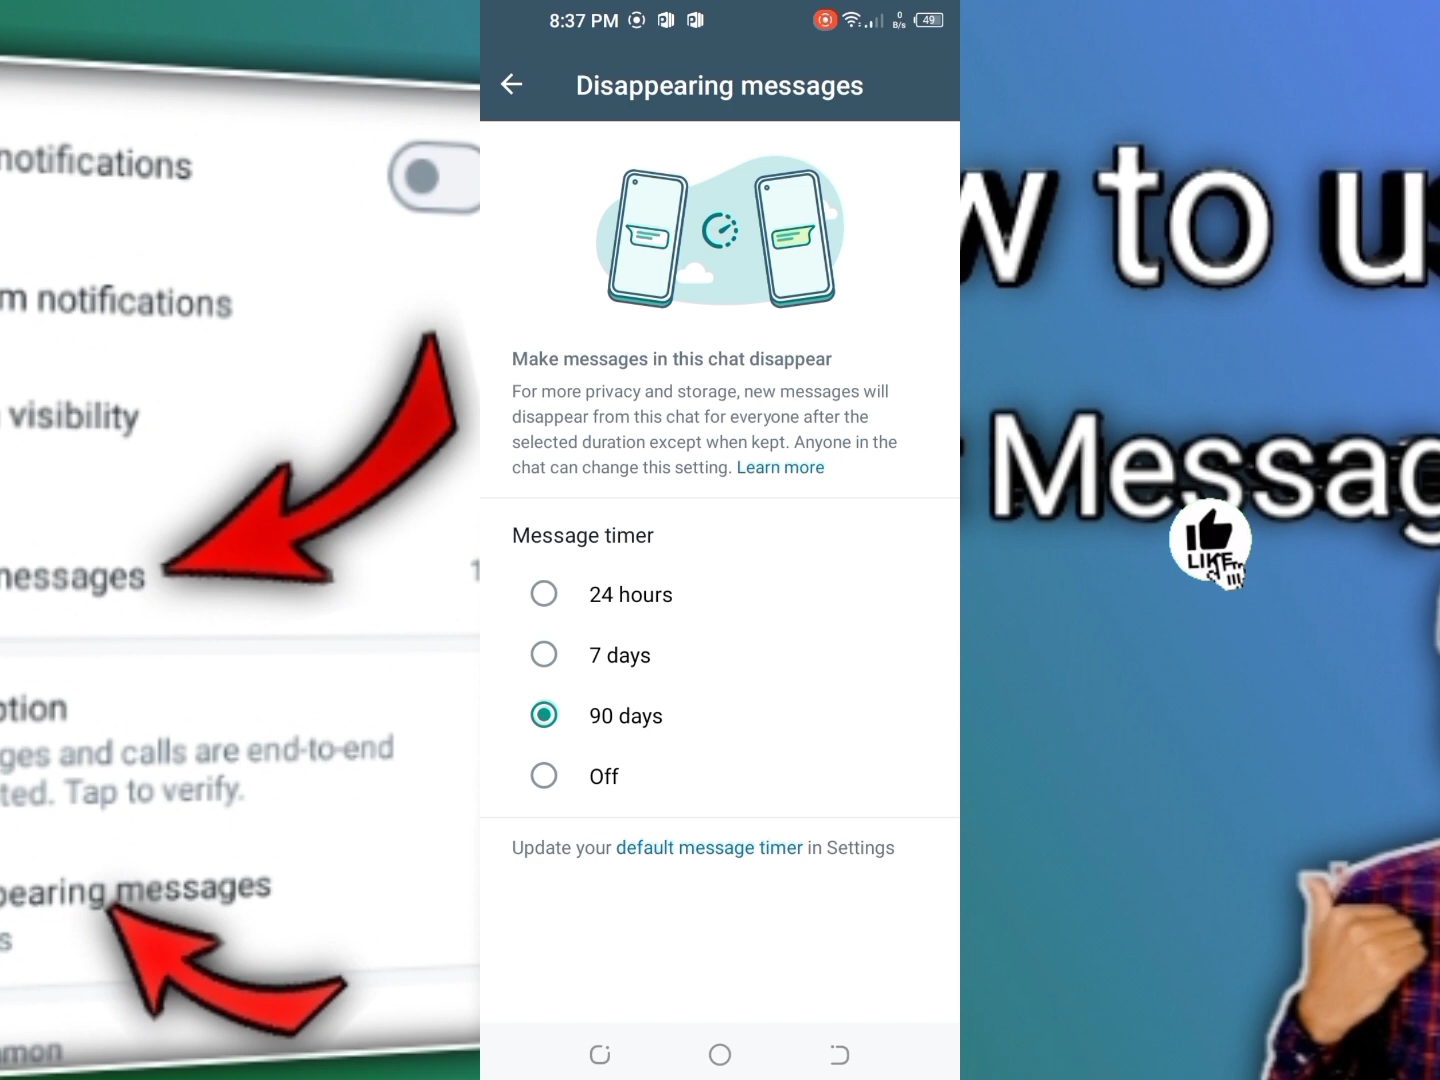 notifications
m notifications
visibility
messages
ption
ges and calls are end-to-end
ted. Tap to verify.
pearing messages
s
mmon
8:37 PM
0
B/s
49
Disappearing messages
Make messages in this chat disappear
For more privacy and storage, new messages will
disappear from this chat for everyone after the
selected duration except when kept. Anyone in the
chat can change this setting. Learn more
Message timer
24 hours
7 days
90 days
Off
Update your default message timer in Settings
w to us
Messag
LIKE